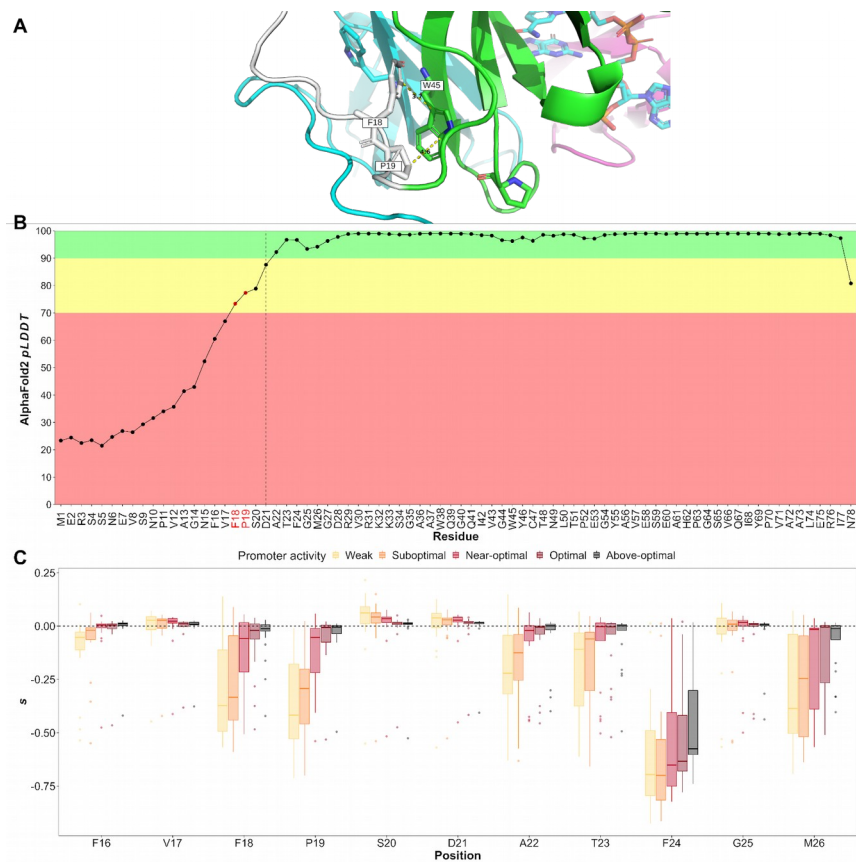 A
W45
F18
P19
B
100
90
80
70
60
50
40
30
20
10
0
AlphaFold2 pLDDT
M1 E2 R3 S4 S5 N6 E7 V8 S9 N10 P11 V12 A13 G14 N15 F16 V17 F18 P19 S20 D21 A22 T23 F24 G25 M26 G27 D28 R29 V30 R31 K32 K33 S34 G35 A36 A37 W38 Q39 G40 Q41 I42 V43 G44 W45 Y46 C47 T48 N49 L50 T51 P52 E53 G54 Y55 A56 V57 E58 S59 E60 A61 H62 P63 G64 S65 V66 Q67 I68 Y69 P70 V71 A72 A73 L74 E75 R76 I77 N78
Residue
Promoter activity Weak Suboptimal Near-optimal Optimal Above-optimal
C
0.25
0.00
-0.25
-0.50
-0.75
s
F16 V17 F18 P19 S20 D21 A22 T23 F24 G25 M26
Position